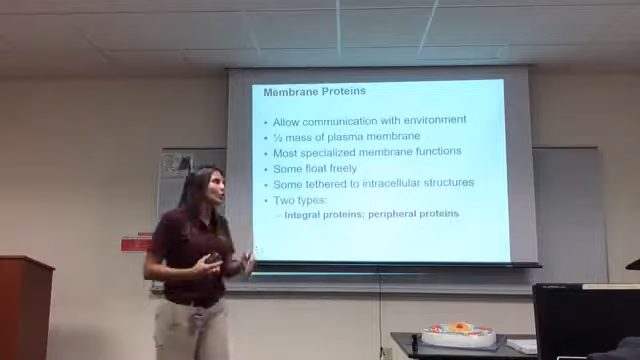 Membrane Proteins
• Allow communication with environment
• ½ mass of plasma membrane
• Most specialized membrane functions
• Some float freely
• Some tethered to intracellular structures
• Two types:
– Integral proteins; peripheral proteins